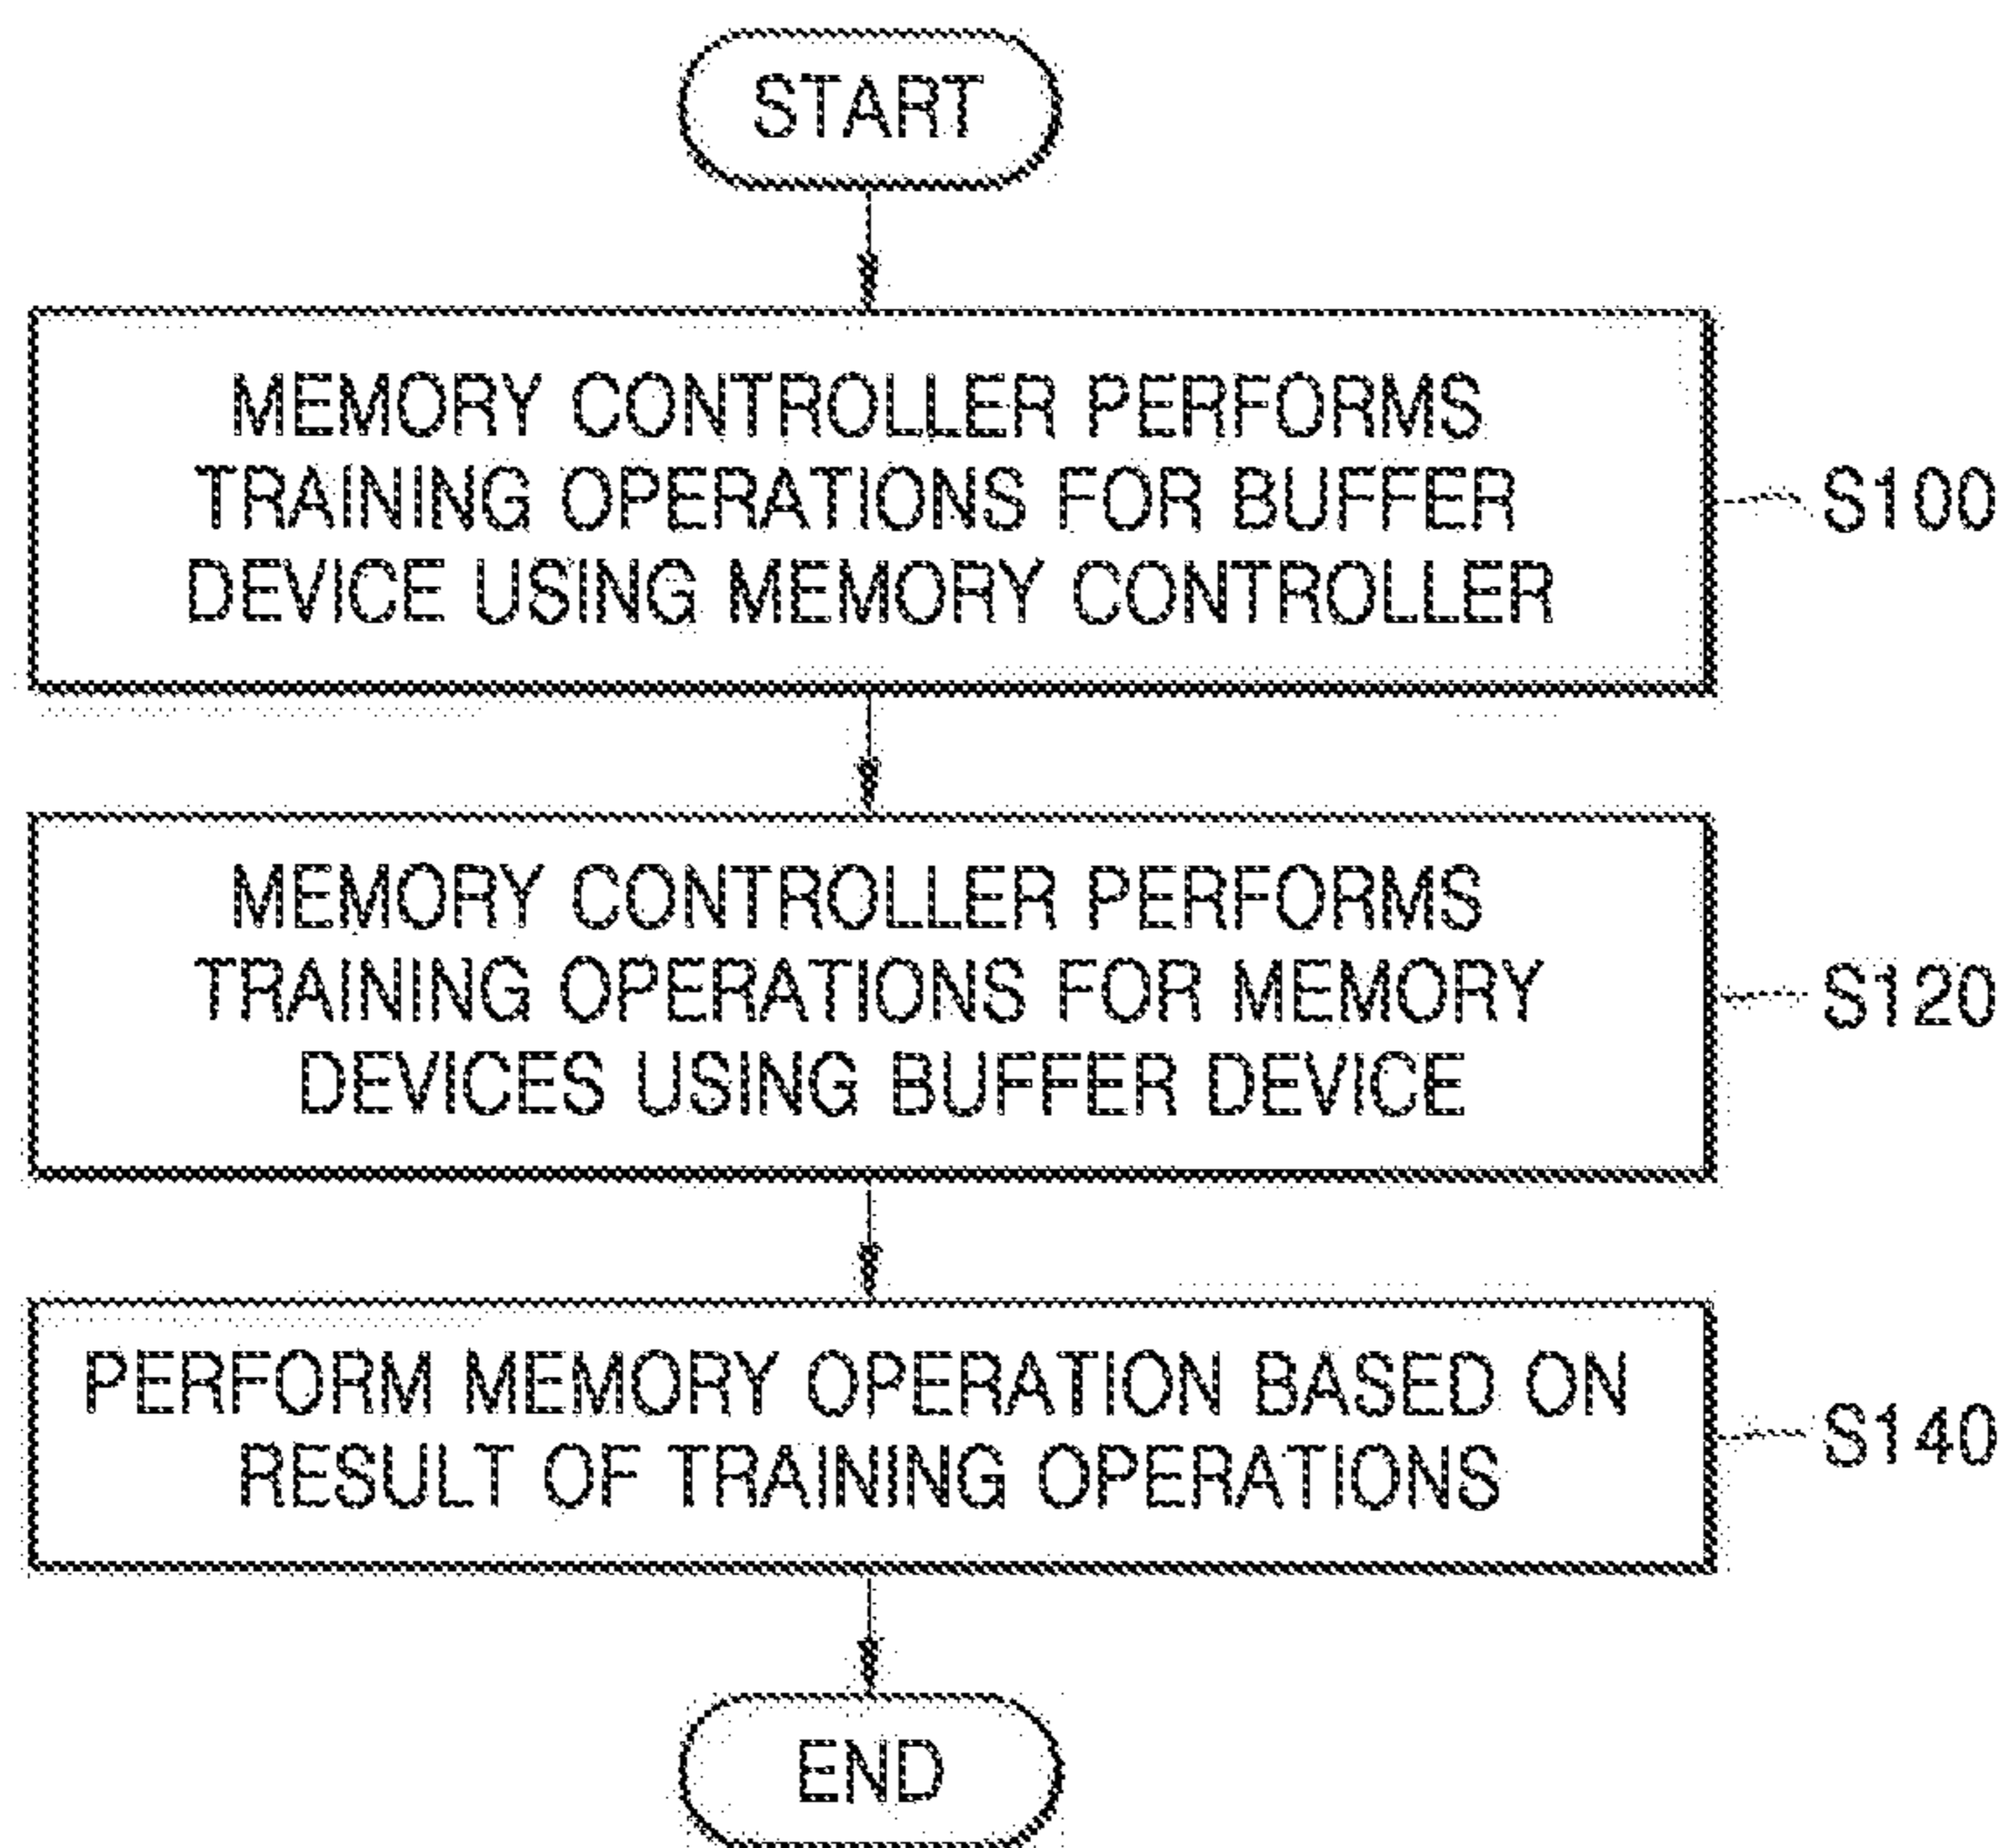 START
MEMORY CONTROLLER PERFORMS
TRAINING OPERATIONS FOR BUFFER
DEVICE USING MEMORY CONTROLLER
S100
MEMORY CONTROLLER PERFORMS
TRAINING OPERATIONS FOR MEMORY
DEVICES USING BUFFER DEVICE
S120
PERFORM MEMORY OPERATION BASED ON
RESULT OF TRAINING OPERATIONS
S140
END